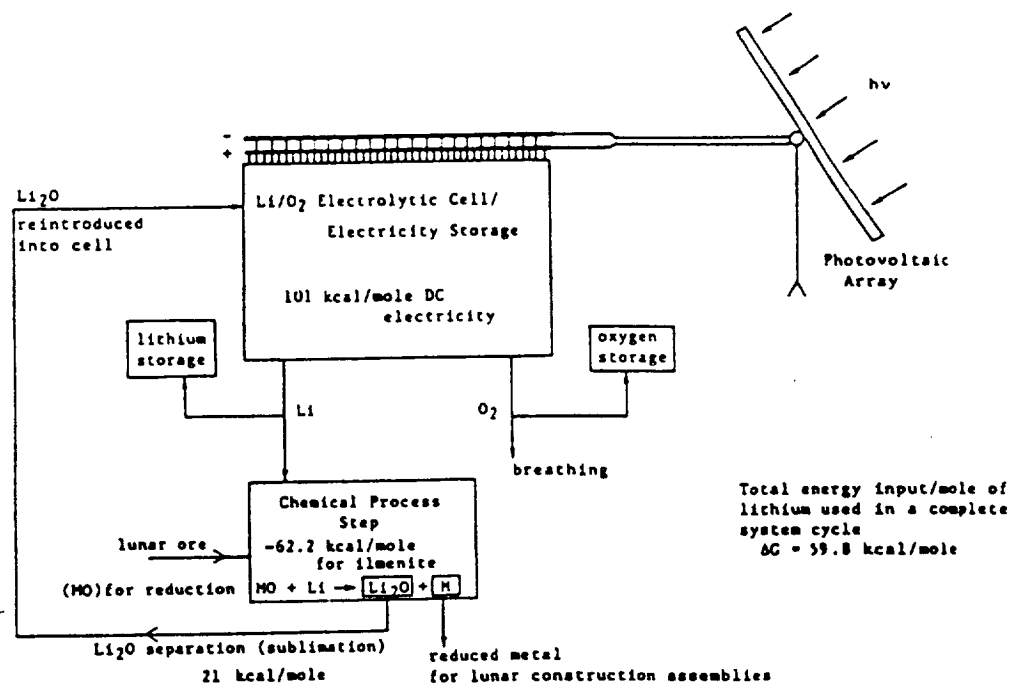 hν
-
+
Li₂O
reintroduced
into cell
Li/O₂ Electrolytic Cell/
Electricity Storage
101 kcal/mole DC
electricity
Photovoltaic
Array
lithium
storage
oxygen
storage
Li
O₂
breathing
Chemical Process
Step
-62.2 kcal/mole
for ilmenite
MO + Li → Li₂O + M
lunar ore
(MO)for reduction
Li₂O separation (sublimation)
21 kcal/mole
reduced metal
for lunar construction assemblies
Total energy input/mole of
lithium used in a complete
system cycle
ΔG = 59.8 kcal/mole